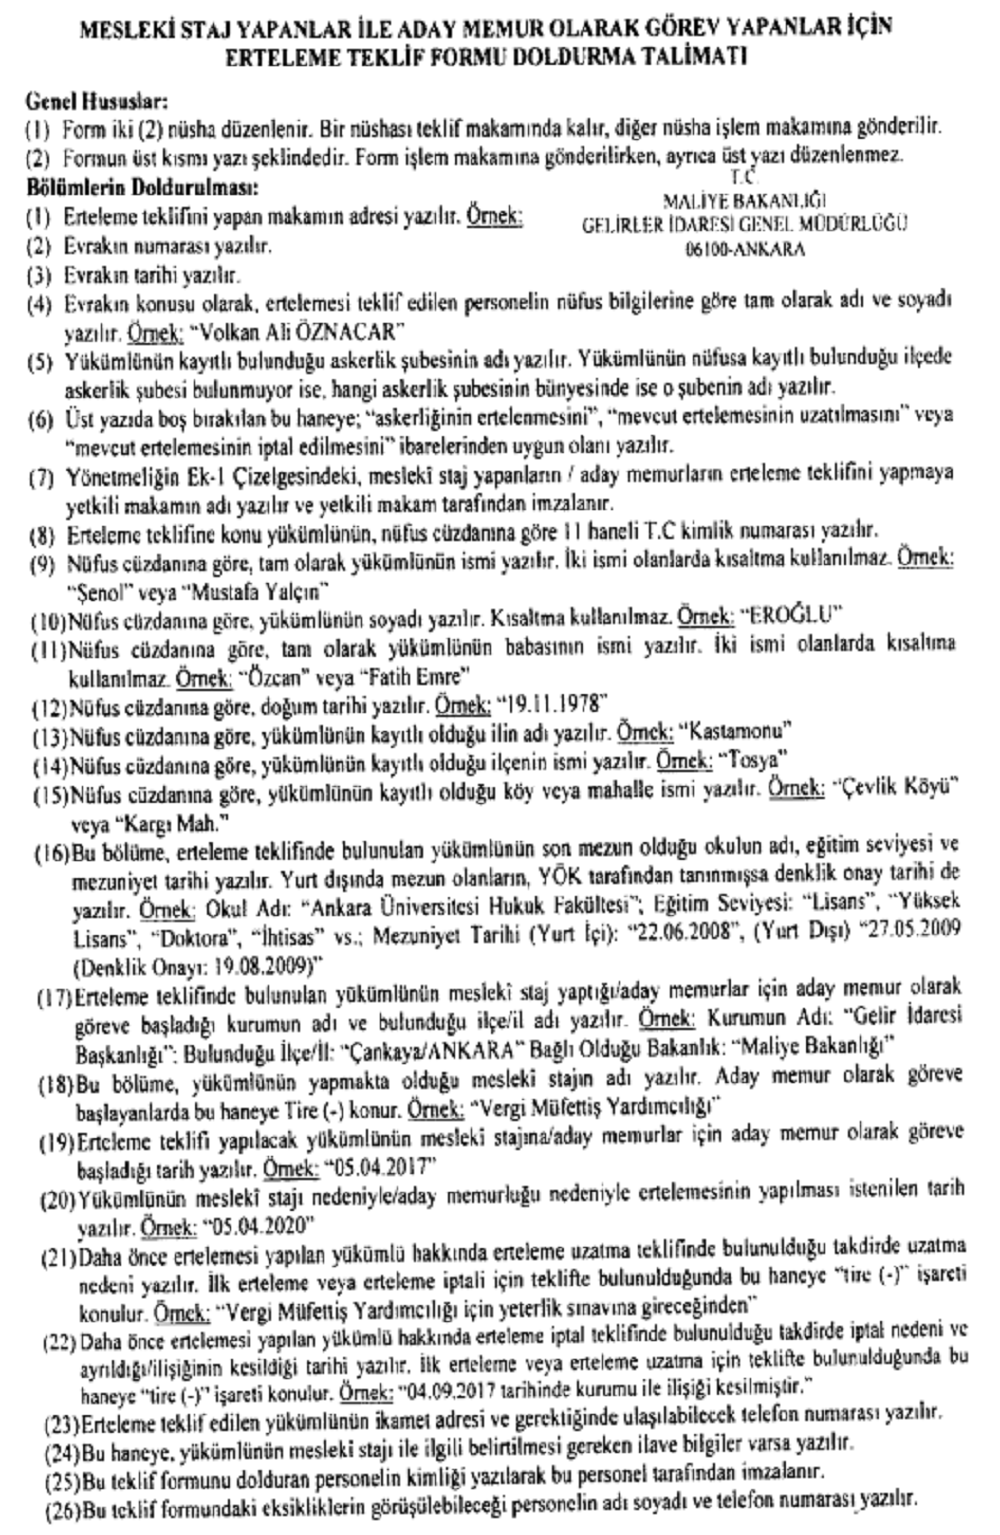 MESLEKİ STAJ YAPANLAR İLE ADAY MEMUR OLARAK GÖREV YAPANLAR İÇİN
ERTELEME TEKLİF FORMU DOLDURMA TALİMATI
Genel Hususlar:
(1) Form iki (2) nüsha düzenlenir. Bir nüshası teklif makamında kalır, diğer nüsha işlem makamına gönderilir.
(2) Formun üst kısmı yazı şeklindedir. Form işlem makamına gönderilirken, ayrıca üst yazı düzenlenmez.
Bölümlerin Doldurulması:
T.C.
MALİYE BAKANLIĞI
(1) Erteleme teklifini yapan makamın adresi yazılır. Örnek:
GELİRLER İDARESİ GENEL MÜDÜRLÜĞÜ
(2) Evrakın numarası yazılır.
06100-ANKARA
(3) Evrakın tarihi yazılır.
(4) Evrakın konusu olarak, ertelemesi teklif edilen personelin nüfus bilgilerine göre tam olarak adı ve soyadı
yazılır. Örnek: “Volkan Ali ÖZNACAR”
(5) Yükümlünün kayıtlı bulunduğu askerlik şubesinin adı yazılır. Yükümlünün nüfusa kayıtlı bulunduğu ilçede
askerlik şubesi bulunmuyor ise, hangi askerlik şubesinin bünyesinde ise o şubenin adı yazılır.
(6) Üst yazıda boş bırakılan bu haneye; “askerliğinin ertelenmesini”, “mevcut ertelemesinin uzatılmasını” veya
“mevcut ertelemesinin iptal edilmesini” ibarelerinden uygun olanı yazılır.
(7) Yönetmeliğin Ek-1 Çizelgesindeki, mesleki staj yapanların / aday memurların erteleme teklifini yapmaya
yetkili makamın adı yazılır ve yetkili makam tarafından imzalanır.
(8) Erteleme teklifine konu yükümlünün, nüfus cüzdanına göre 11 haneli T.C kimlik numarası yazılır.
(9) Nüfus cüzdanına göre, tam olarak yükümlünün ismi yazılır. İki ismi olanlarda kısaltma kullanılmaz. Örnek:
“Şenol” veya “Mustafa Yalçın”
(10)Nüfus cüzdanına göre, yükümlünün soyadı yazılır. Kısaltma kullanılmaz. Örnek: “EROĞLU”
(11)Nüfus cüzdanına göre, tam olarak yükümlünün babasının ismi yazılır. İki ismi olanlarda kısaltma
kullanılmaz. Örnek: “Özcan” veya “Fatih Emre”
(12)Nüfus cüzdanına göre, doğum tarihi yazılır. Örnek: “19.11.1978”
(13)Nüfus cüzdanına göre, yükümlünün kayıtlı olduğu ilin adı yazılır. Örnek: “Kastamonu”
(14)Nüfus cüzdanına göre, yükümlünün kayıtlı olduğu ilçenin ismi yazılır. Örnek: “Tosya”
(15)Nüfus cüzdanına göre, yükümlünün kayıtlı olduğu köy veya mahalle ismi yazılır. Örnek: “Çevlik Köyü”
veya “Kargı Mah.”
(16)Bu bölüme, erteleme teklifinde bulunulan yükümlünün son mezun olduğu okulun adı, eğitim seviyesi ve
mezuniyet tarihi yazılır. Yurt dışında mezun olanların, YÖK tarafından tanınmışsa denklik onay tarihi de
yazılır. Örnek: Okul Adı: “Ankara Üniversitesi Hukuk Fakültesi”; Eğitim Seviyesi: “Lisans”, “Yüksek
Lisans”, “Doktora”, “İhtisas” vs.; Mezuniyet Tarihi (Yurt İçi): “22.06.2008”, (Yurt Dışı) “27.05.2009
(Denklik Onayı: 19.08.2009)”
(17)Erteleme teklifinde bulunulan yükümlünün mesleki staj yaptığı/aday memurlar için aday memur olarak
göreve başladığı kurumun adı ve bulunduğu ilçe/il adı yazılır. Örnek: Kurumun Adı: “Gelir İdaresi
Başkanlığı”: Bulunduğu İlçe/İl: “Çankaya/ANKARA” Bağlı Olduğu Bakanlık: “Maliye Bakanlığı”
(18)Bu bölüme, yükümlünün yapmakta olduğu mesleki stajın adı yazılır. Aday memur olarak göreve
başlayanlarda bu haneye Tire (-) konur. Örnek: “Vergi Müfettiş Yardımcılığı”
(19)Erteleme teklifi yapılacak yükümlünün mesleki stajına/aday memurlar için aday memur olarak göreve
başladığı tarih yazılır. Örnek: “05.04.2017”
(20)Yükümlünün mesleki stajı nedeniyle/aday memurluğu nedeniyle ertelemesinin yapılması istenilen tarih
yazılır. Örnek: “05.04.2020”
(21)Daha önce ertelemesi yapılan yükümlü hakkında erteleme uzatma teklifinde bulunulduğu takdirde uzatma
nedeni yazılır. İlk erteleme veya erteleme iptali için teklifte bulunulduğunda bu haneye “tire (-)” işareti
konulur. Örnek: “Vergi Müfettiş Yardımcılığı için yeterlik sınavına gireceğinden”
(22)Daha önce ertelemesi yapılan yükümlü hakkında erteleme iptal teklifinde bulunulduğu takdirde iptal nedeni ve
ayrıldığı/ilişiğinin kesildiği tarihi yazılır. İlk erteleme veya erteleme uzatma için teklifte bulunulduğunda bu
haneye “tire (-)” işareti konulur. Örnek: “04.09.2017 tarihinde kurumu ile ilişiği kesilmiştir.”
(23)Erteleme teklif edilen yükümlünün ikamet adresi ve gerektiğinde ulaşılabilecek telefon numarası yazılır.
(24)Bu haneye, yükümlünün mesleki stajı ile ilgili belirtilmesi gereken ilave bilgiler varsa yazılır.
(25)Bu teklif formunu dolduran personelin kimliği yazılarak bu personel tarafından imzalanır.
(26)Bu teklif formundaki eksikliklerin görüşülebileceği personelin adı soyadı ve telefon numarası yazılır.